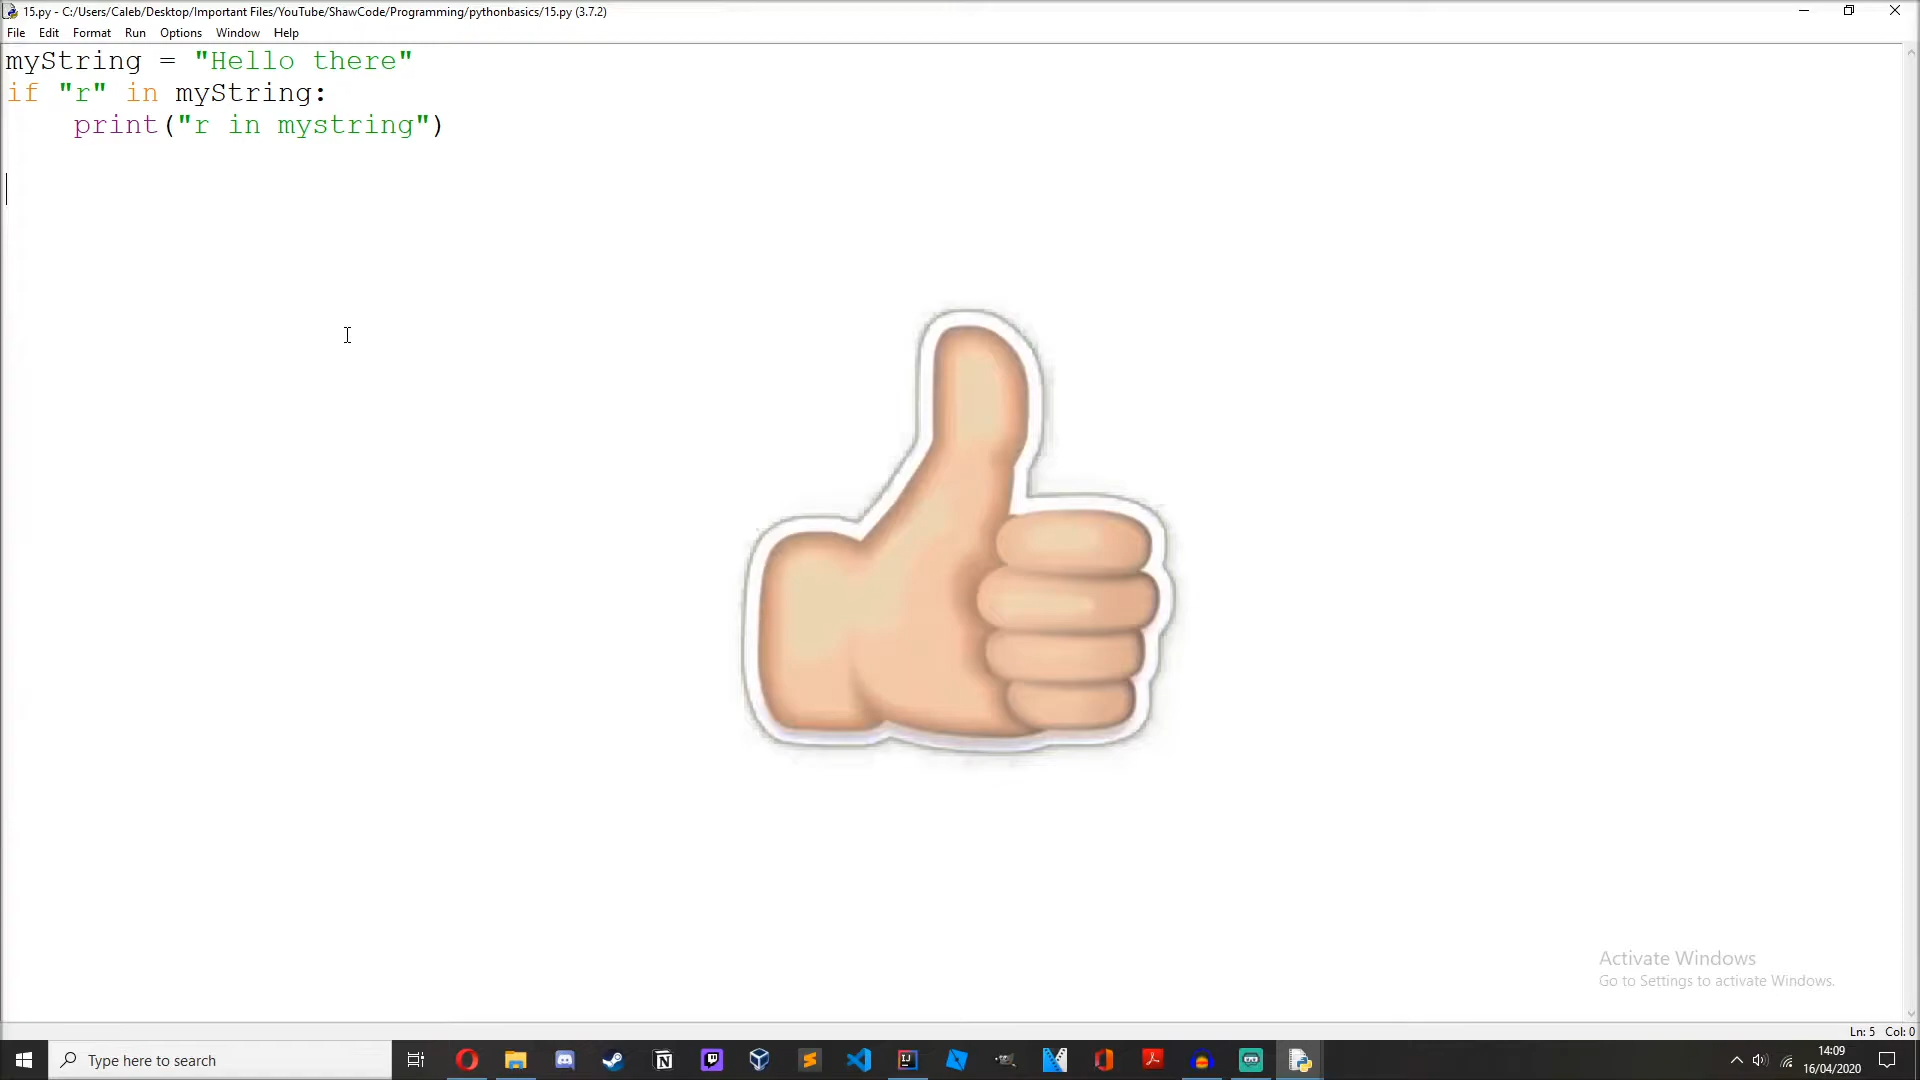 15.py - C:/Users/Caleb/Desktop/Important Files/YouTube/ShawCode/Programming/pythonbasics/15.py (3.7.2)
File Edit Format Run Options Window Help
myString = "Hello there"
if "r" in myString:
    print("r in mystring")
Activate Windows
Go to Settings to activate Windows.
Ln: 5 Col: 0
Type here to search
14:09
16/04/2020